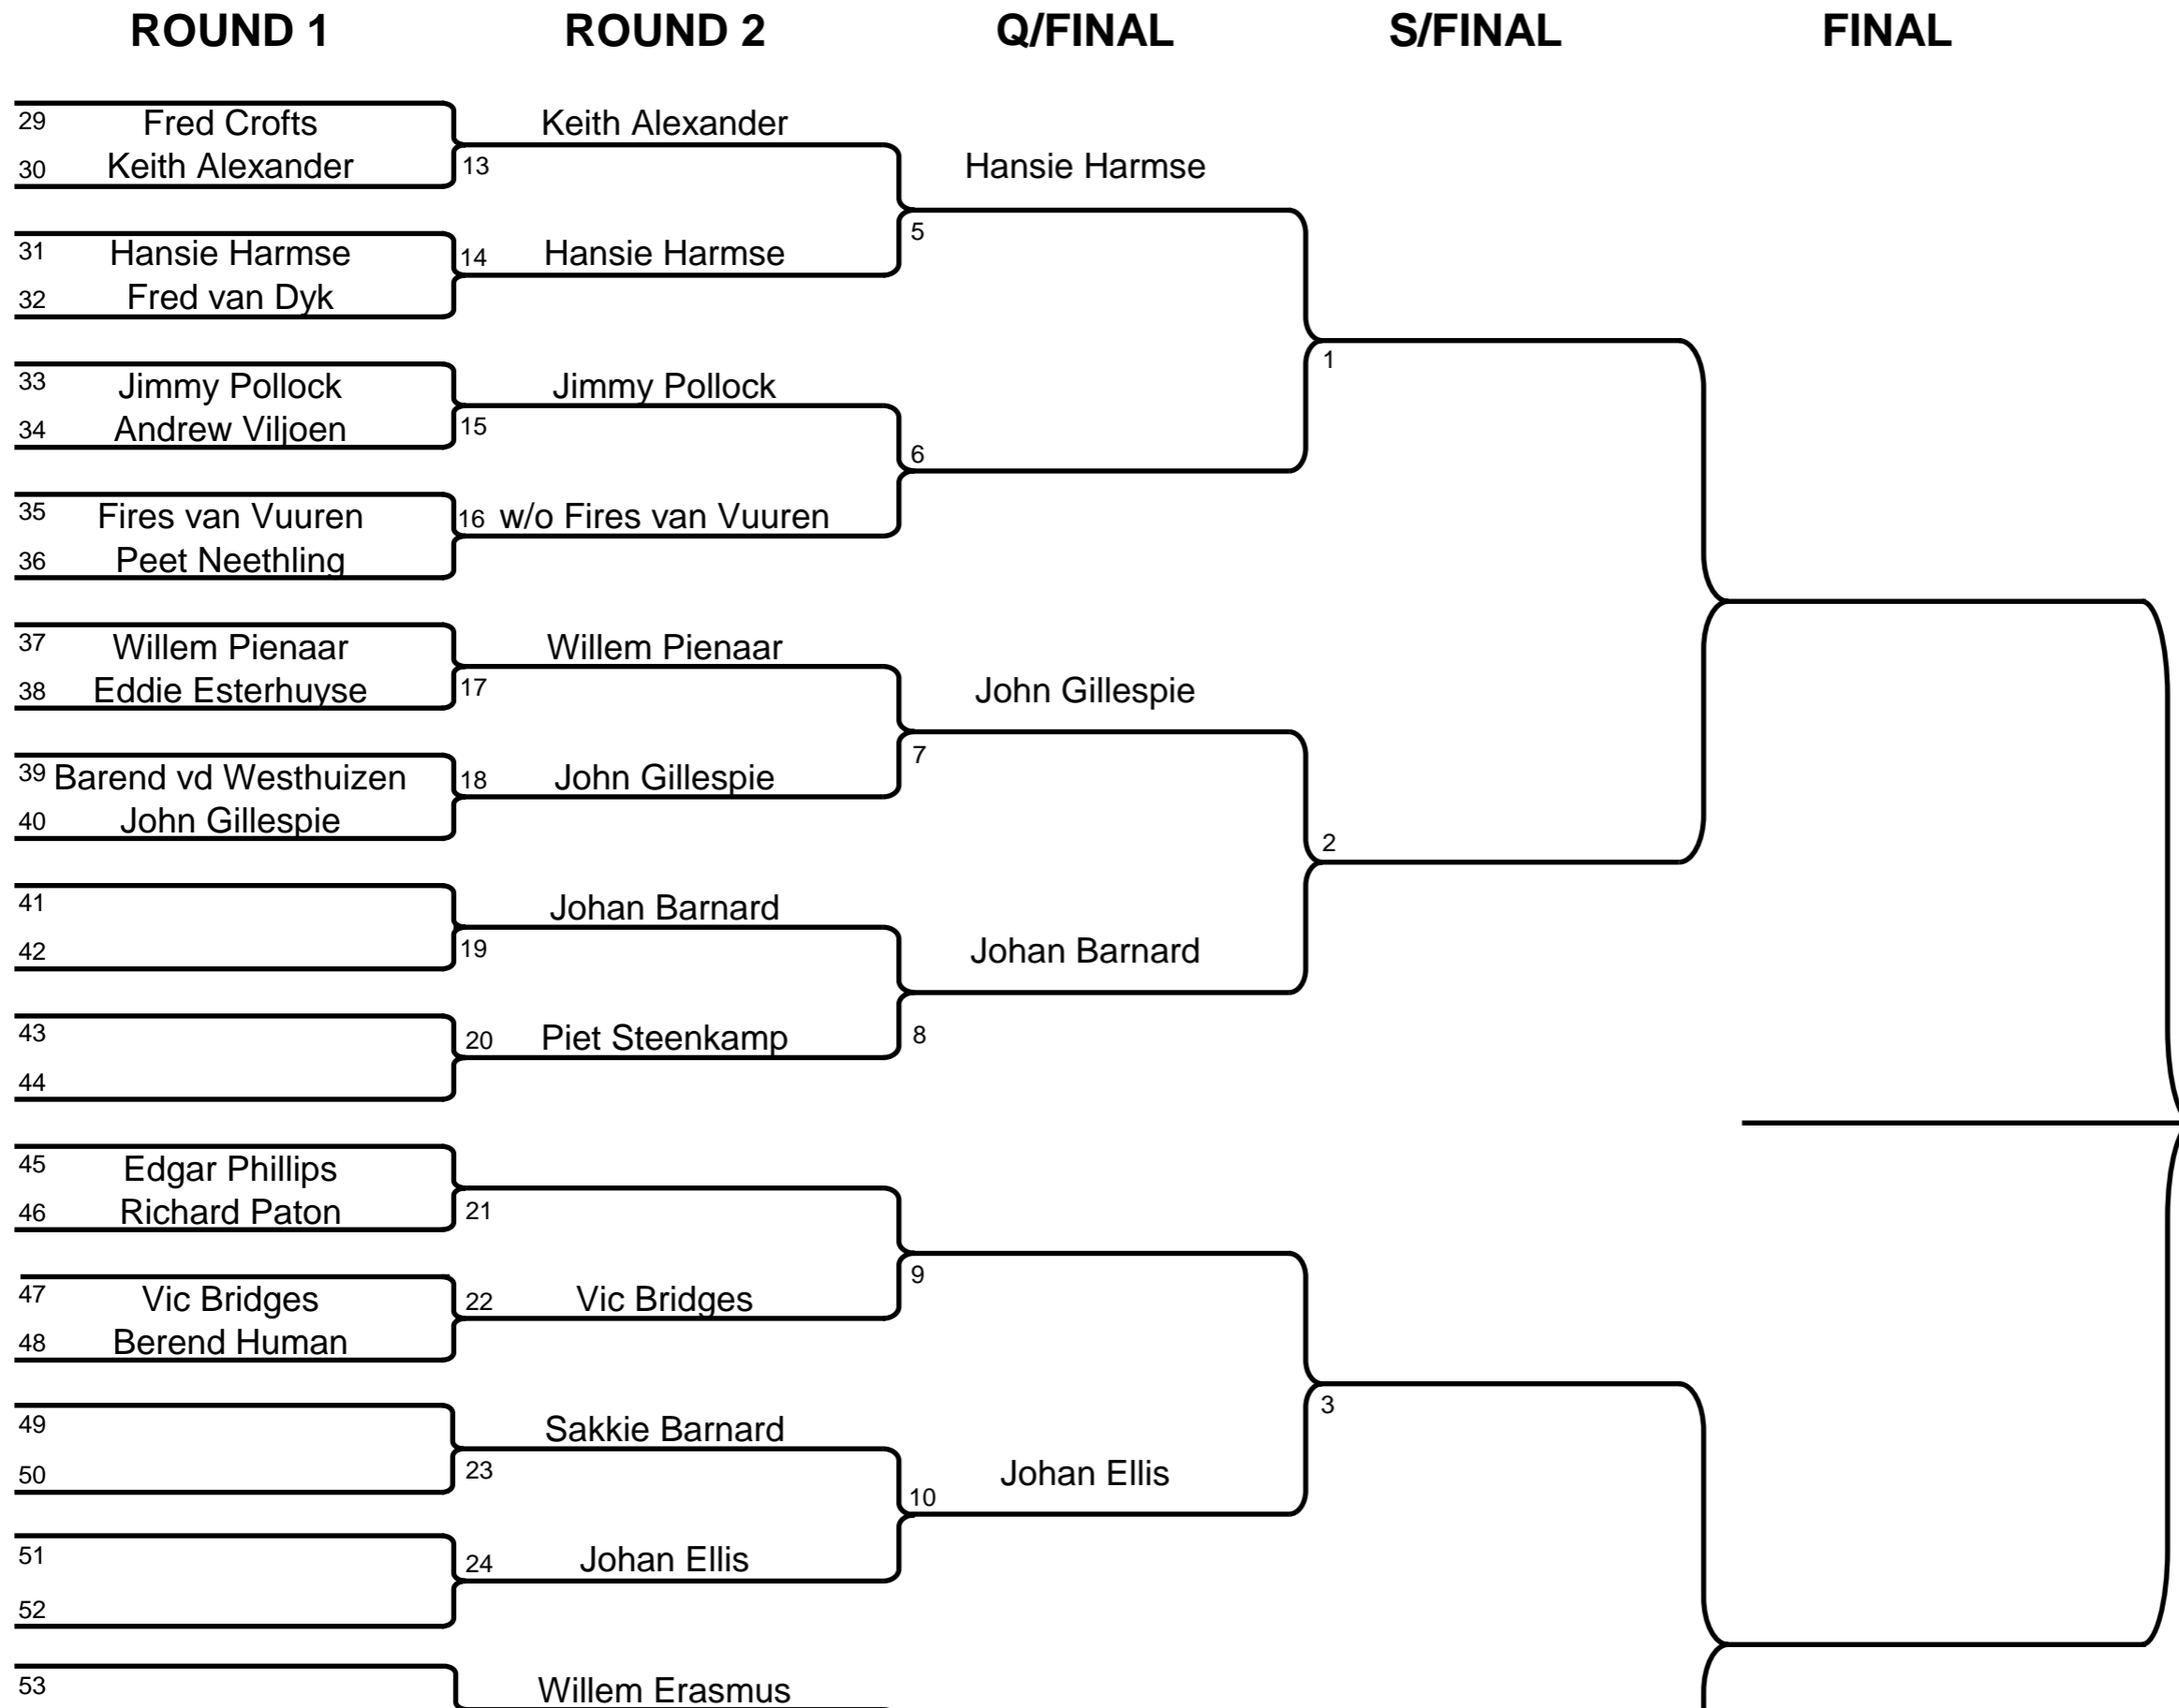 ROUND 1 ROUND 2 Q/FINAL S/FINAL FINAL
29 Fred Crofts Keith Alexander
30 Keith Alexander 13 Hansie Harmse
31 Hansie Harmse 14 Hansie Harmse 5
32 Fred van Dyk
1
33 Jimmy Pollock Jimmy Pollock
34 Andrew Viljoen 15
6
35 Fires van Vuuren 16 w/o Fires van Vuuren
36 Peet Neethling
37 Willem Pienaar Willem Pienaar
38 Eddie Esterhuyse 17 John Gillespie
7
39 Barend vd Westhuizen 18 John Gillespie
40 John Gillespie
2
41 Johan Barnard
42 19 Johan Barnard
43 20 Piet Steenkamp 8
44
45 Edgar Phillips
46 Richard Paton 21
9
47 Vic Bridges 22 Vic Bridges
48 Berend Human
3
49 Sakkie Barnard
50 23 Johan Ellis
10
51 24 Johan Ellis
52
53 Willem Erasmus